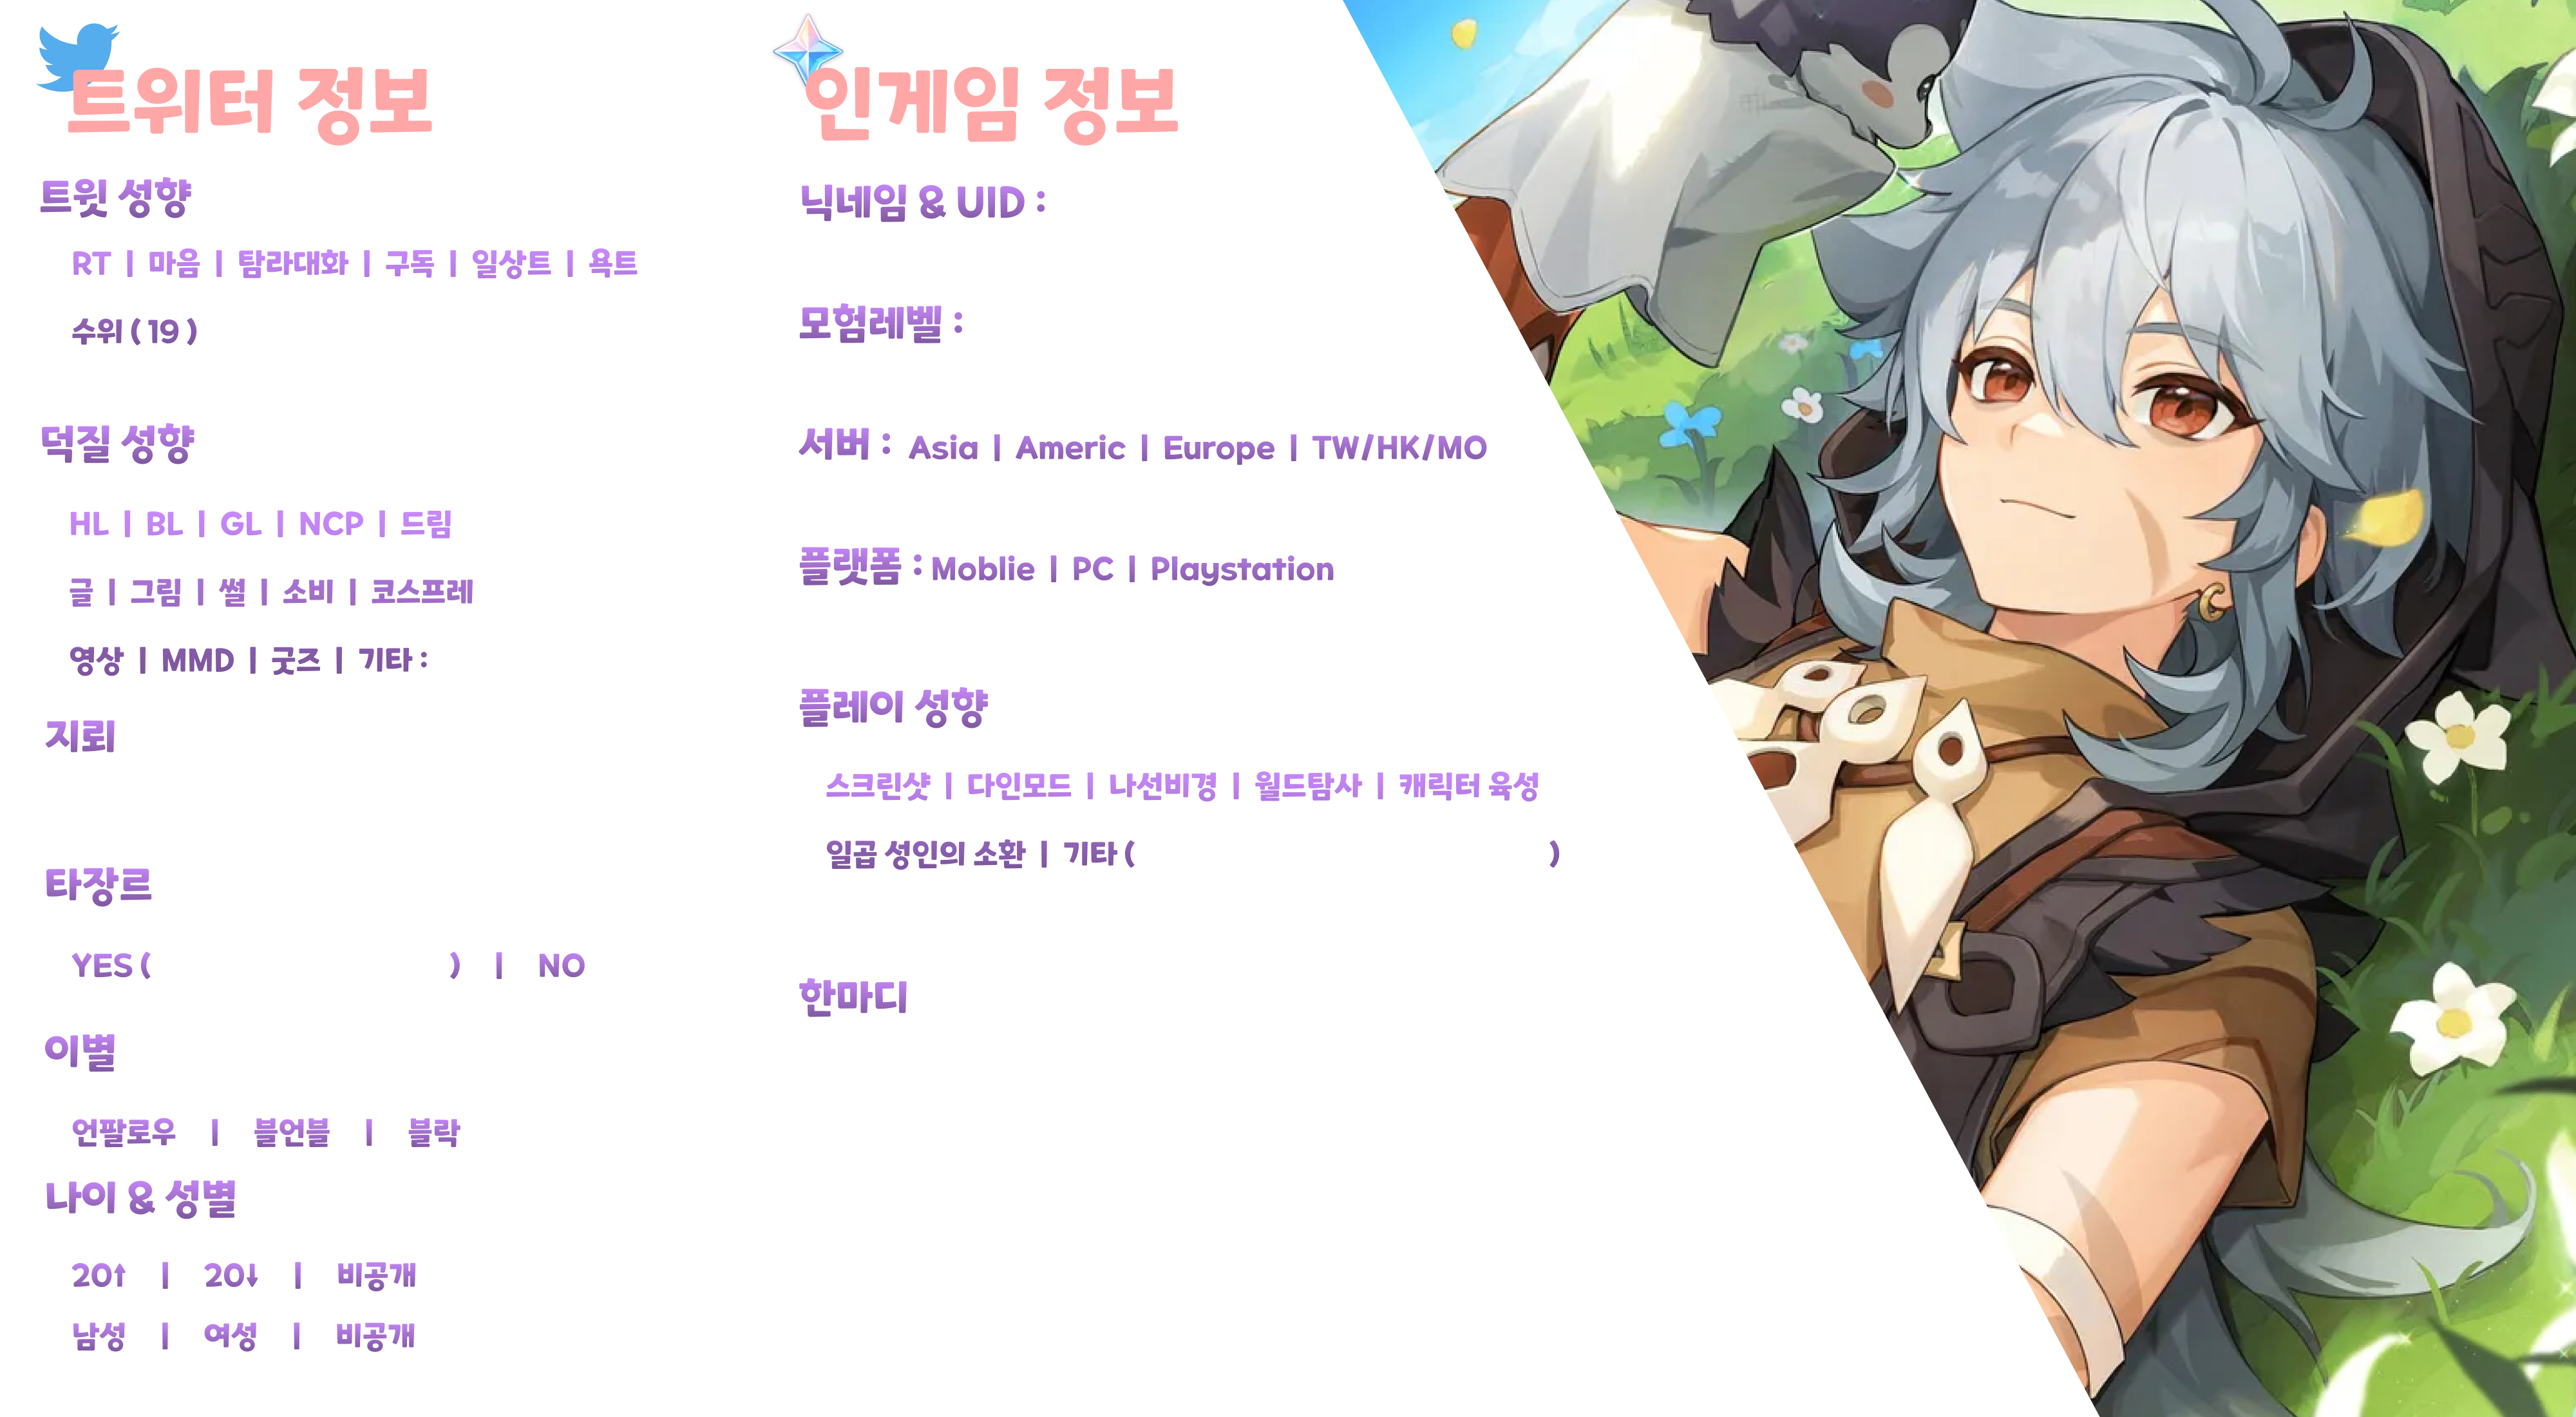 트위터 정보
트윗 성향
RT | 마음 | 탐라대화 | 구독 | 일상트 | 욕트
수위 ( 19 )
덕질 성향
HL | BL | GL | NCP | 드림
글 | 그림 | 썰 | 소비 | 코스프레
영상 | MMD | 굿즈 | 기타 :
지뢰
타장르
YES ( ) | NO
이별
언팔로우 | 블언블 | 블락
나이 & 성별
20↑ | 20↓ | 비공개
남성 | 여성 | 비공개
인게임 정보
닉네임 & UID :
모험레벨 :
서버 : Asia | Americ | Europe | TW/HK/MO
플랫폼 : Moblie | PC | Playstation
플레이 성향
스크린샷 | 다인모드 | 나선비경 | 월드탐사 | 캐릭터 육성
일곱 성인의 소환 | 기타 ( )
한마디